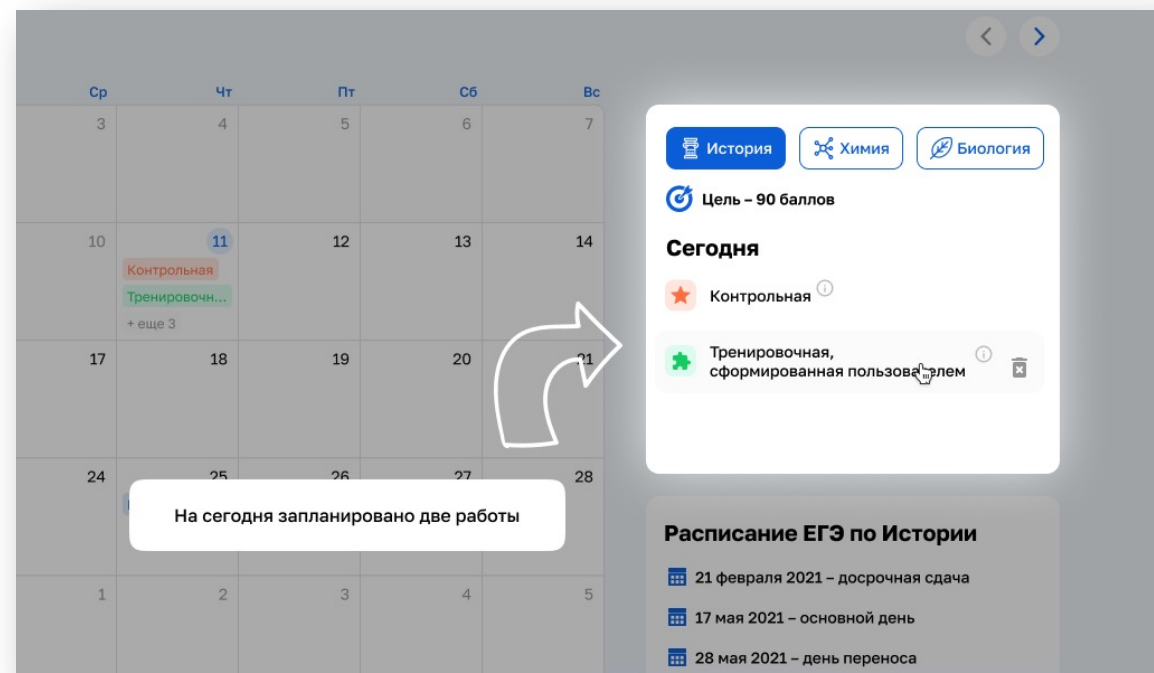 Ср Чт Пт Сб Вс
3 4 5 6 7
10 11 12 13 14
Контрольная
Тренировочн...
+ еще 3
17 18 19 20 21
24 25 26 27 28
1 2 3 4 5
На сегодня запланировано две работы
История Химия Биология
Цель – 90 баллов
Сегодня
Контрольная
Тренировочная,
сформированная пользователем
Расписание ЕГЭ по Истории
21 февраля 2021 – досрочная сдача
17 мая 2021 – основной день
28 мая 2021 – день переноса